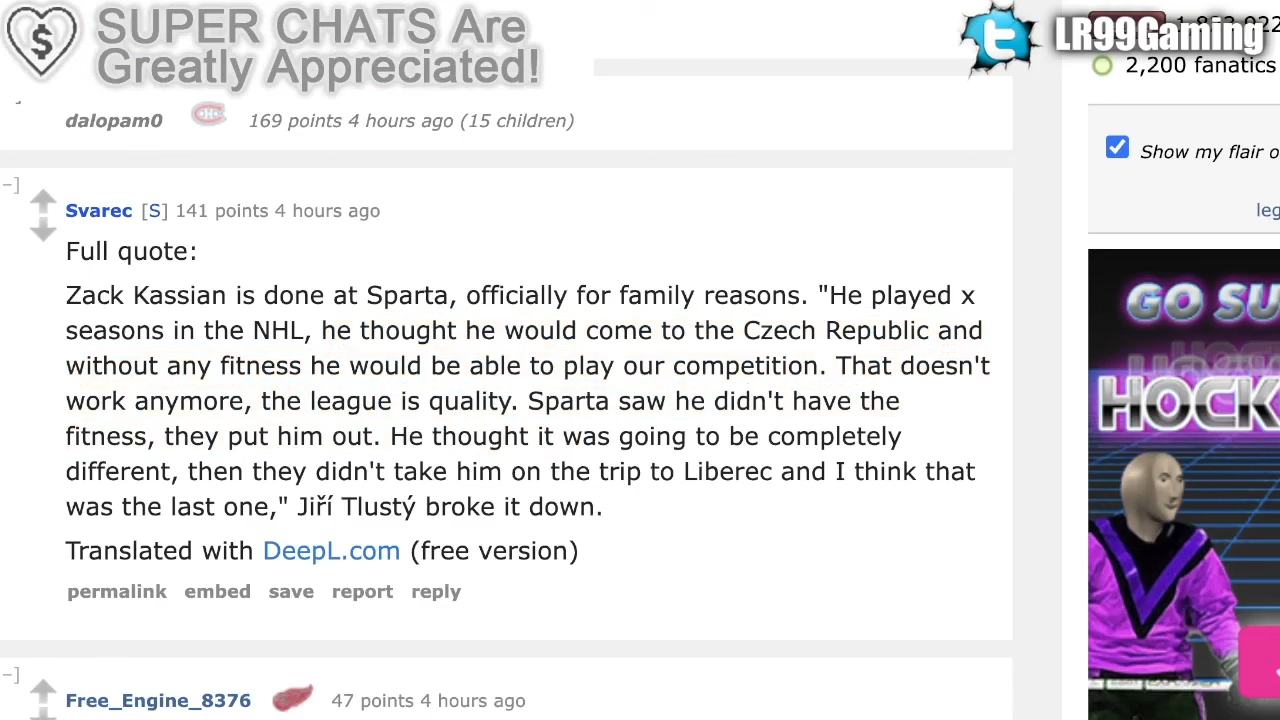 SUPER CHATS Are
Greatly Appreciated!
LR99Gaming
2,200 fanatics
dalopam0 169 points 4 hours ago (15 children)
Show my flair o
Svarec [S] 141 points 4 hours ago
leg
Full quote:
Zack Kassian is done at Sparta, officially for family reasons. "He played x
seasons in the NHL, he thought he would come to the Czech Republic and
without any fitness he would be able to play our competition. That doesn't
work anymore, the league is quality. Sparta saw he didn't have the
fitness, they put him out. He thought it was going to be completely
different, then they didn't take him on the trip to Liberec and I think that
was the last one," Jiří Tlustý broke it down.
Translated with DeepL.com (free version)
permalink embed save report reply
GO SU
HOCK
Free_Engine_8376 47 points 4 hours ago